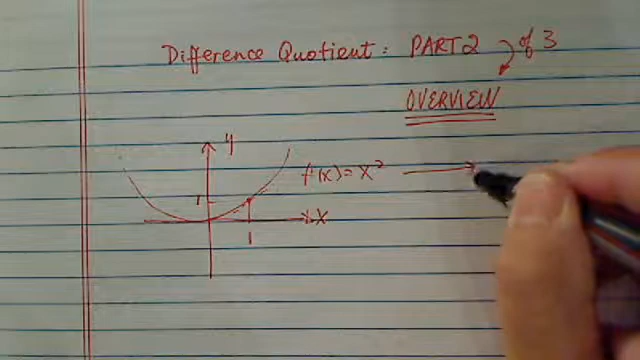 Difference Quotient: PART 2 of 3
OVERVIEW
y
f(x) = x²
1
x
1